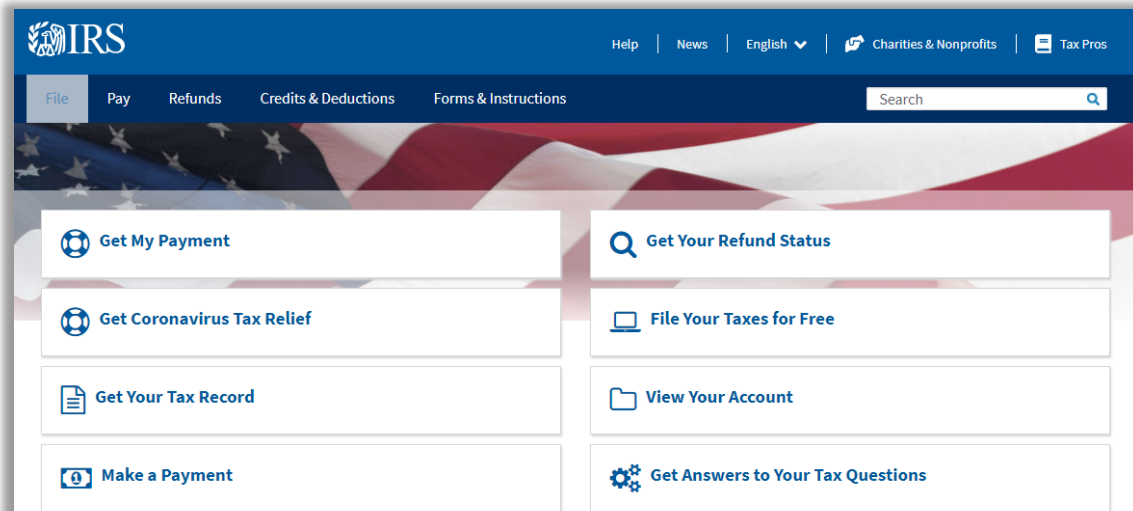 IRS
Help
News
English
Charities & Nonprofits
Tax Pros
File
Pay
Refunds
Credits & Deductions
Forms & Instructions
Search
Get My Payment
Get Your Refund Status
Get Coronavirus Tax Relief
File Your Taxes for Free
Get Your Tax Record
View Your Account
Make a Payment
Get Answers to Your Tax Questions